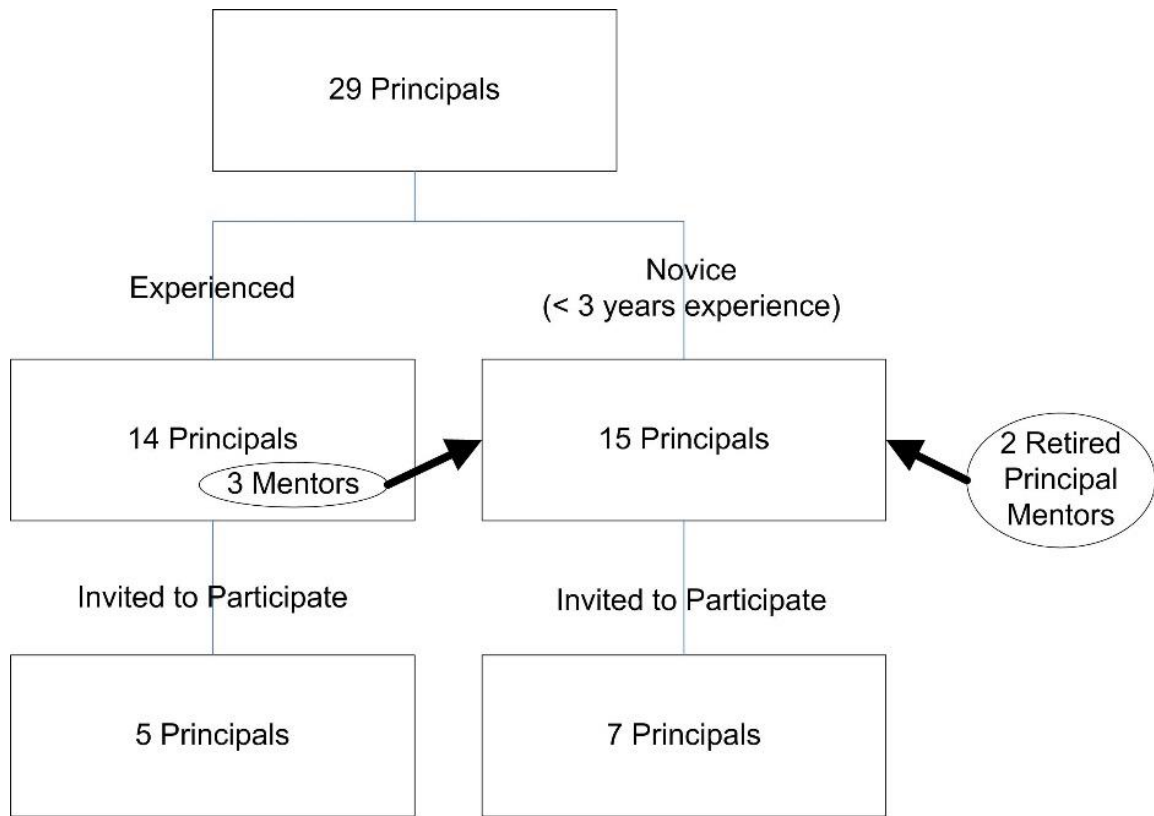 29 Principals
Experienced
Novice
(< 3 years experience)
14 Principals
3 Mentors
15 Principals
2 Retired
Principal
Mentors
Invited to Participate
Invited to Participate
5 Principals
7 Principals